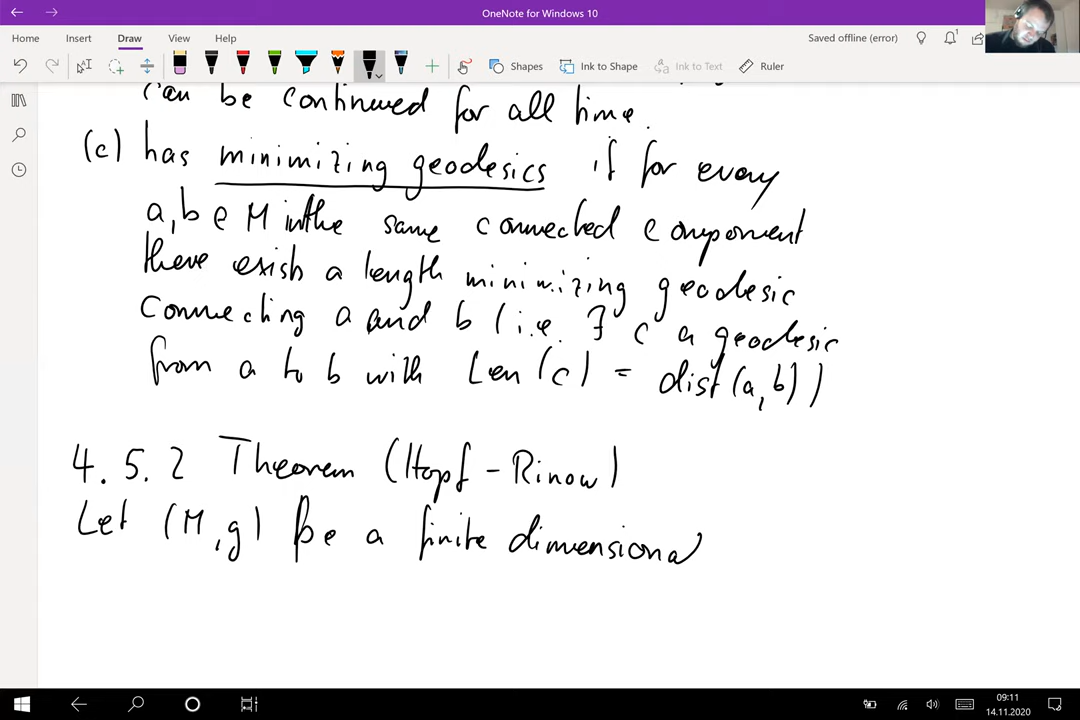 OneNote for Windows 10
Home Insert Draw View Help Saved offline (error)
Shapes Ink to Shape Ink to Text Ruler
can be continued for all time.
(c) has minimizing geodesics if for every
a, b ∈ M in the same connected component
there exists a length minimizing geodesic
connecting a and b (i.e. ∃ c a geodesic
from a to b with Len(c) = dist(a,b))
4.5.2 Theorem (Hopf-Rinow)
Let (M,g) be a finite dimensional
09:11
14.11.2020